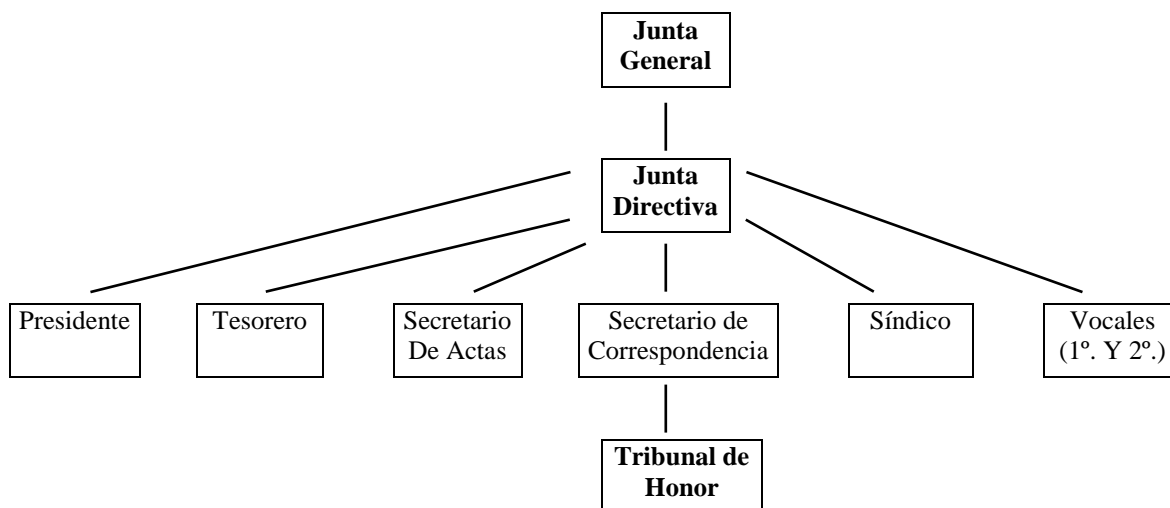 Junta
General
Junta
Directiva
Presidente
Tesorero
Secretario
De Actas
Secretario de
Correspondencia
Síndico
Vocales
(1º. Y 2º.)
Tribunal de
Honor